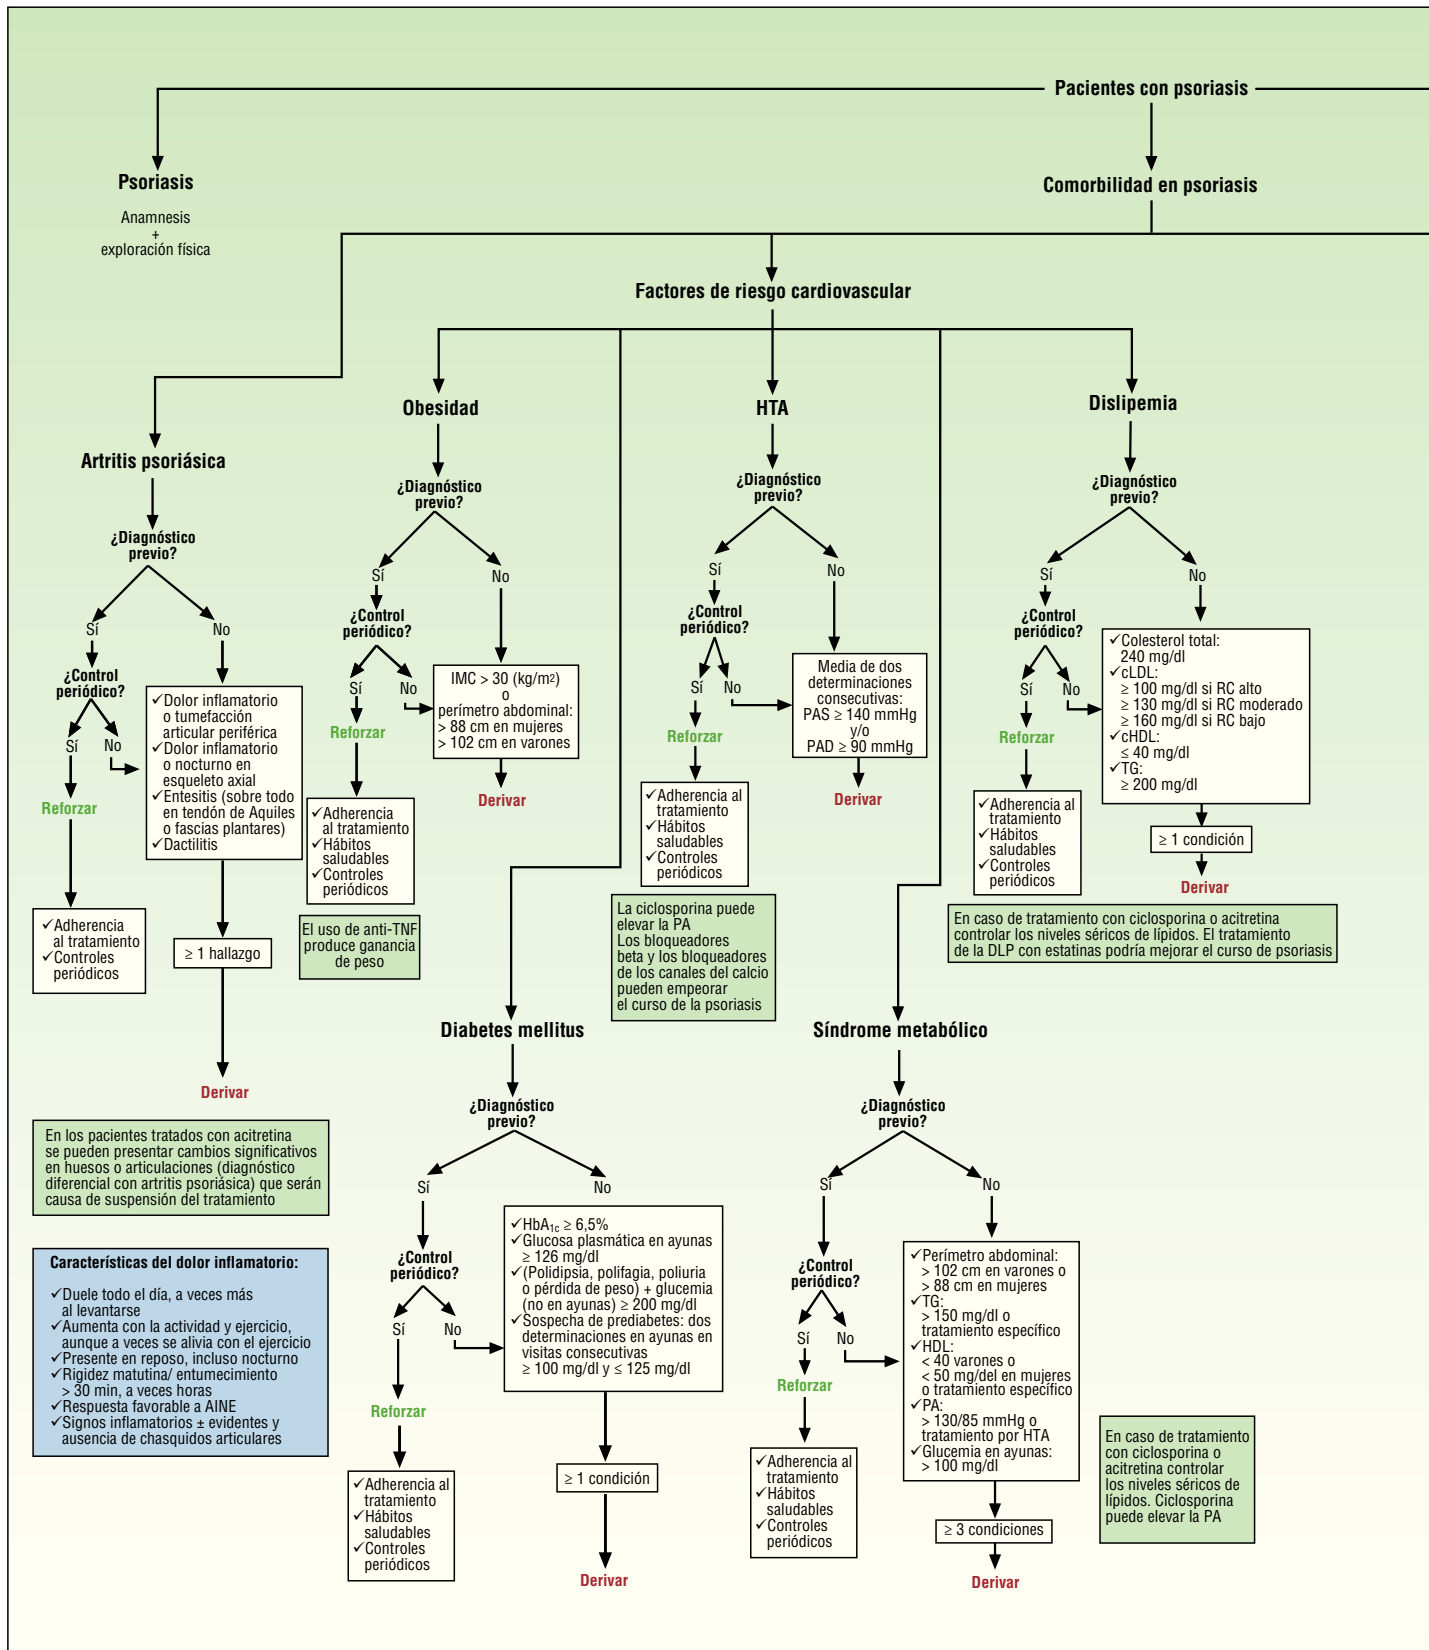 Pacientes con psoriasis
Psoriasis
Anamnesis
+
exploración física
Comorbilidad en psoriasis
Factores de riesgo cardiovascular
Artritis psoriásica
¿Diagnóstico
previo?
Sí
No
¿Control
periódico?
Sí
No
Reforzar
✓Adherencia
al tratamiento
✓Controles
periódicos
✓Dolor inflamatorio
o tumefacción
articular periférica
✓Dolor inflamatorio
o nocturno en
esqueleto axial
✓Entesitis (sobre todo
en tendón de Aquiles
o fascias plantares)
✓Dactilitis
≥ 1 hallazgo
Derivar
En los pacientes tratados con acitretina
se pueden presentar cambios significativos
en huesos o articulaciones (diagnóstico
diferencial con artritis psoriásica) que serán
causa de suspensión del tratamiento
Características del dolor inflamatorio:
✓Duele todo el día, a veces más
al levantarse
✓Aumenta con la actividad y ejercicio,
aunque a veces se alivia con el ejercicio
✓Presente en reposo, incluso nocturno
✓Rigidez matutina/ entumecimiento
> 30 min, a veces horas
✓Respuesta favorable a AINE
✓Signos inflamatorios ± evidentes y
ausencia de chasquidos articulares
Obesidad
¿Diagnóstico
previo?
Sí
No
¿Control
periódico?
Sí
No
Reforzar
✓Adherencia
al tratamiento
✓Hábitos
saludables
✓Controles
periódicos
IMC > 30 (kg/m²)
o
perímetro abdominal:
> 88 cm en mujeres
> 102 cm en varones
Derivar
El uso de anti-TNF
produce ganancia
de peso
HTA
¿Diagnóstico
previo?
Sí
No
¿Control
periódico?
Sí
No
Reforzar
✓Adherencia al
tratamiento
✓Hábitos
saludables
✓Controles
periódicos
Media de dos
determinaciones
consecutivas:
PAS ≥ 140 mmHg
y/o
PAD ≥ 90 mmHg
Derivar
La ciclosporina puede
elevar la PA
Los bloqueadores
beta y los bloqueadores
de los canales del calcio
pueden empeorar
el curso de la psoriasis
Dislipemia
¿Diagnóstico
previo?
Sí
No
¿Control
periódico?
Sí
No
Reforzar
✓Adherencia al
tratamiento
✓Hábitos
saludables
✓Controles
periódicos
✓Colesterol total:
240 mg/dl
✓cLDL:
≥ 100 mg/dl si RC alto
≥ 130 mg/dl si RC moderado
≥ 160 mg/dl si RC bajo
✓cHDL:
≤ 40 mg/dl
✓TG:
≥ 200 mg/dl
≥ 1 condición
Derivar
En caso de tratamiento con ciclosporina o acitretina
controlar los niveles séricos de lípidos. El tratamiento
de la DLP con estatinas podría mejorar el curso de psoriasis
Diabetes mellitus
¿Diagnóstico
previo?
Sí
No
¿Control
periódico?
Sí
No
Reforzar
✓Adherencia al
tratamiento
✓Hábitos
saludables
✓Controles
periódicos
✓HbA1c ≥ 6,5%
✓Glucosa plasmática en ayunas
≥ 126 mg/dl
✓(Polidipsia, polifagia, poliuria
o pérdida de peso) + glucemia
(no en ayunas) ≥ 200 mg/dl
✓Sospecha de prediabetes: dos
determinaciones en ayunas en
visitas consecutivas
≥ 100 mg/dl y ≤ 125 mg/dl
≥ 1 condición
Derivar
Síndrome metabólico
¿Diagnóstico
previo?
Sí
No
¿Control
periódico?
Sí
No
Reforzar
✓Adherencia al
tratamiento
✓Hábitos
saludables
✓Controles
periódicos
✓Perímetro abdominal:
> 102 cm en varones o
> 88 cm en mujeres
✓TG:
> 150 mg/dl o
tratamiento específico
✓HDL:
< 40 varones o
< 50 mg/del en mujeres
o tratamiento específico
✓PA:
> 130/85 mmHg o
tratamiento por HTA
✓Glucemia en ayunas:
> 100 mg/dl
≥ 3 condiciones
Derivar
En caso de tratamiento
con ciclosporina o
acitretina controlar
los niveles séricos de
lípidos. Ciclosporina
puede elevar la PA